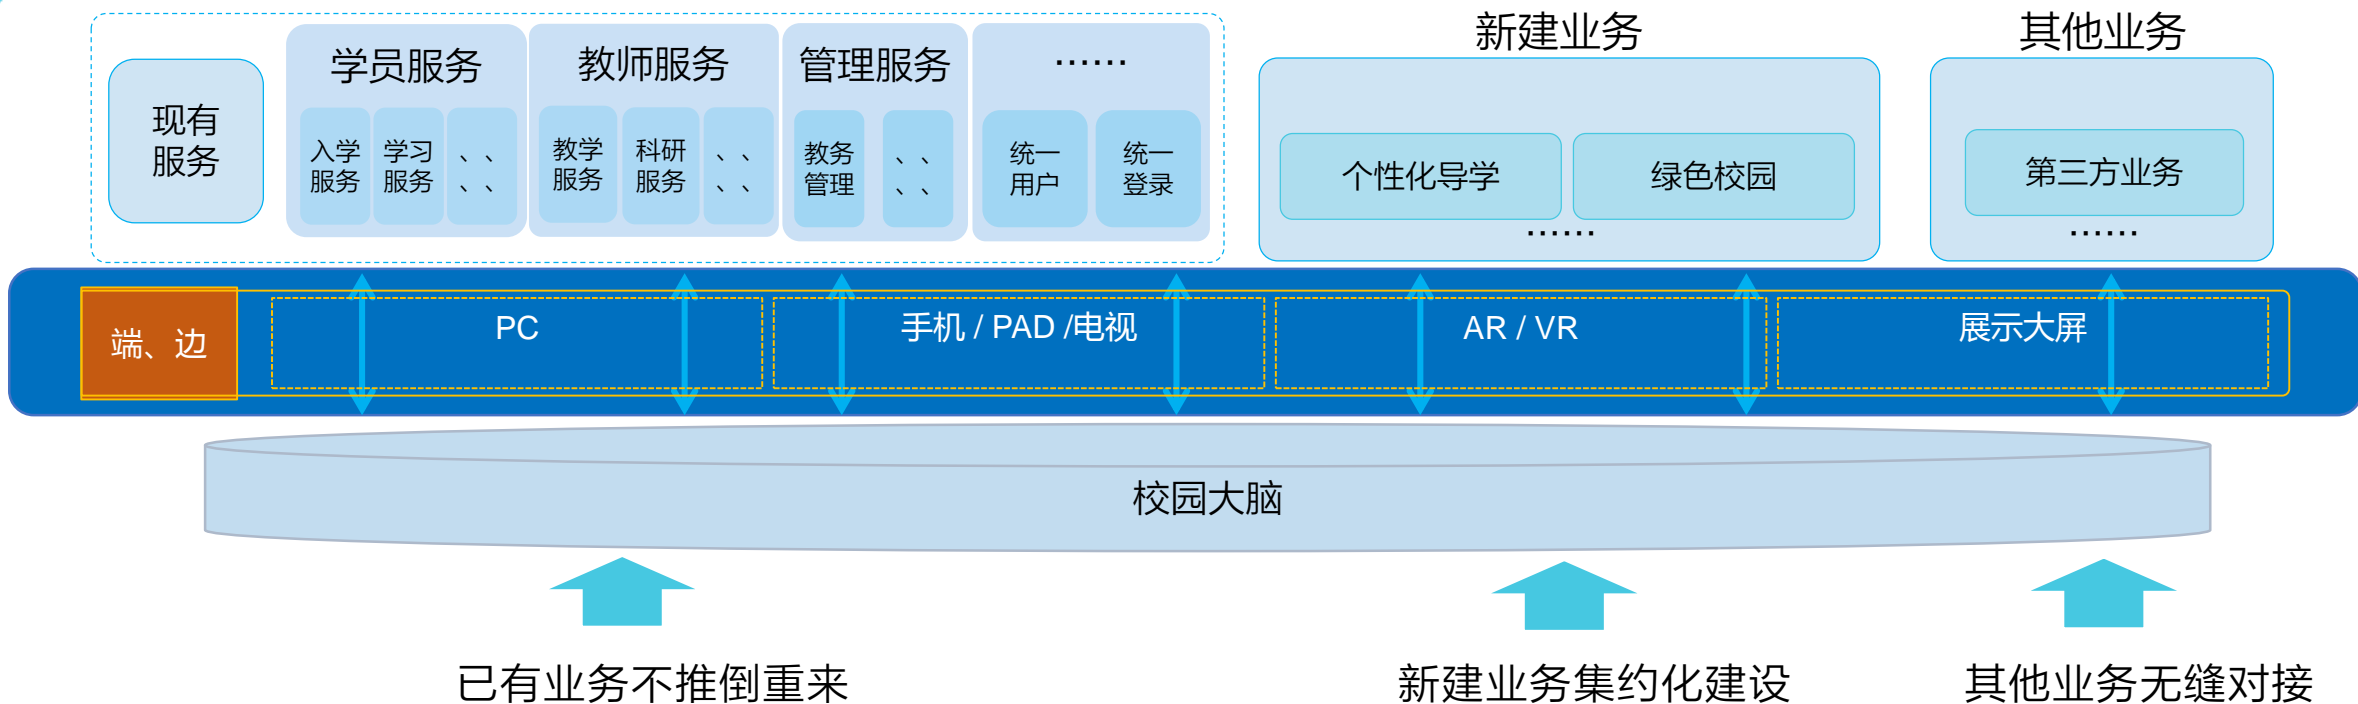 新建业务
其他业务
现有
服务
学员服务
入学
服务
学习
服务
、、
、、
教师服务
教学
服务
科研
服务
、、
、、
管理服务
教务
管理
、、
、、
……
统一
用户
统一
登录
个性化导学
绿色校园
……
第三方业务
……
端、边
PC
手机 / PAD /电视
AR / VR
展示大屏
校园大脑
已有业务不推倒重来
新建业务集约化建设
其他业务无缝对接